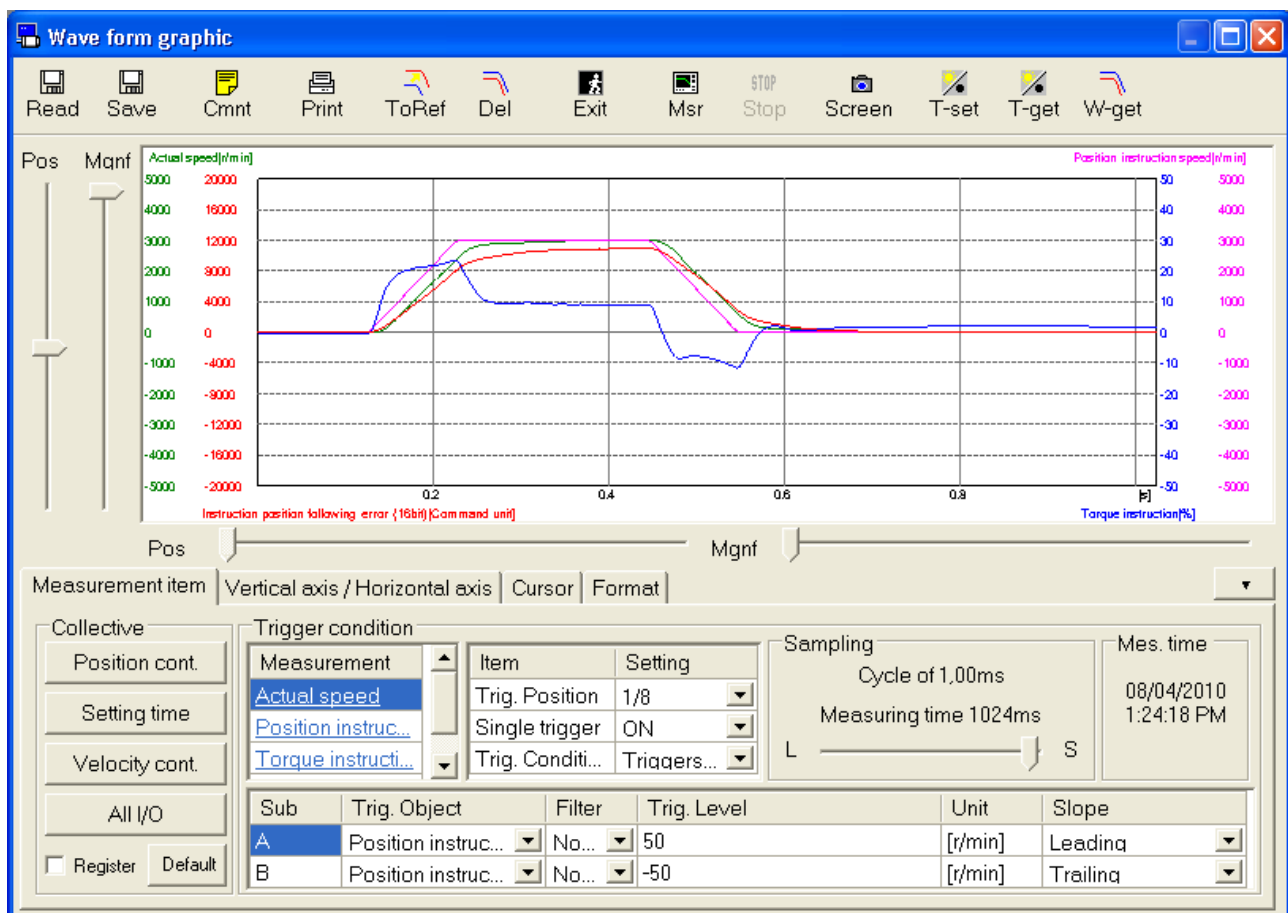 Wave form graphic
Read Save Cmnt Print ToRef Del Exit Msr STOP Stop Screen T-set T-get W-get
Pos Mgnf Actual speed[r/min] Position instruction speed[r/min]
5000 20000 50 5000
4000 16000 40 4000
3000 12000 30 3000
2000 8000 20 2000
1000 4000 10 1000
0 0 0 0
-1000 -4000 -10 -1000
-2000 -8000 -20 -2000
-3000 -12000 -30 -3000
-4000 -16000 -40 -4000
-5000 -20000 0.2 0.4 0.6 0.8 [s] -50 -5000
Instruction position following error (16bit)[Command unit] Torque instruction[%]
Pos Mgnf
Measurement item Vertical axis / Horizontal axis Cursor Format
Collective Trigger condition Sampling Mes. time
Position cont. Measurement Item Setting Cycle of 1,00ms
Actual speed Trig. Position 1/8 08/04/2010
Setting time Position instruc... Single trigger ON Measuring time 1024ms 1:24:18 PM
Velocity cont. Torque instructi... Trig. Conditi... Triggers... L S
All I/O Sub Trig. Object Filter Trig. Level Unit Slope
A Position instruc... No... 50 [r/min] Leading
Register Default B Position instruc... No... -50 [r/min] Trailing